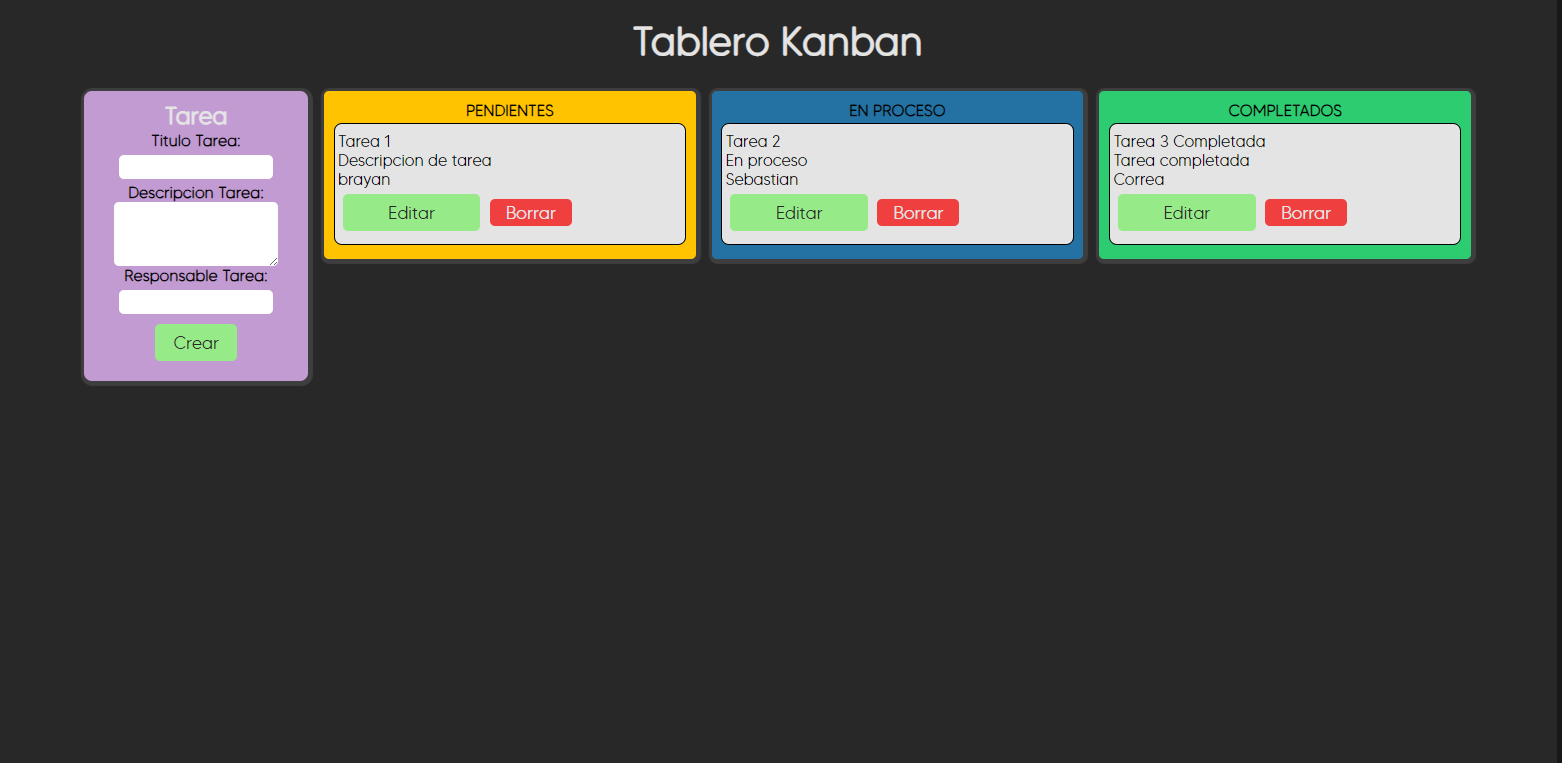 Tablero Kanban
Tarea
Titulo Tarea:
Descripcion Tarea:
Responsable Tarea:
Crear
PENDIENTES
Tarea 1
Descripcion de tarea
brayan
Editar Borrar
EN PROCESO
Tarea 2
En proceso
Sebastian
Editar Borrar
COMPLETADOS
Tarea 3 Completada
Tarea completada
Correa
Editar Borrar